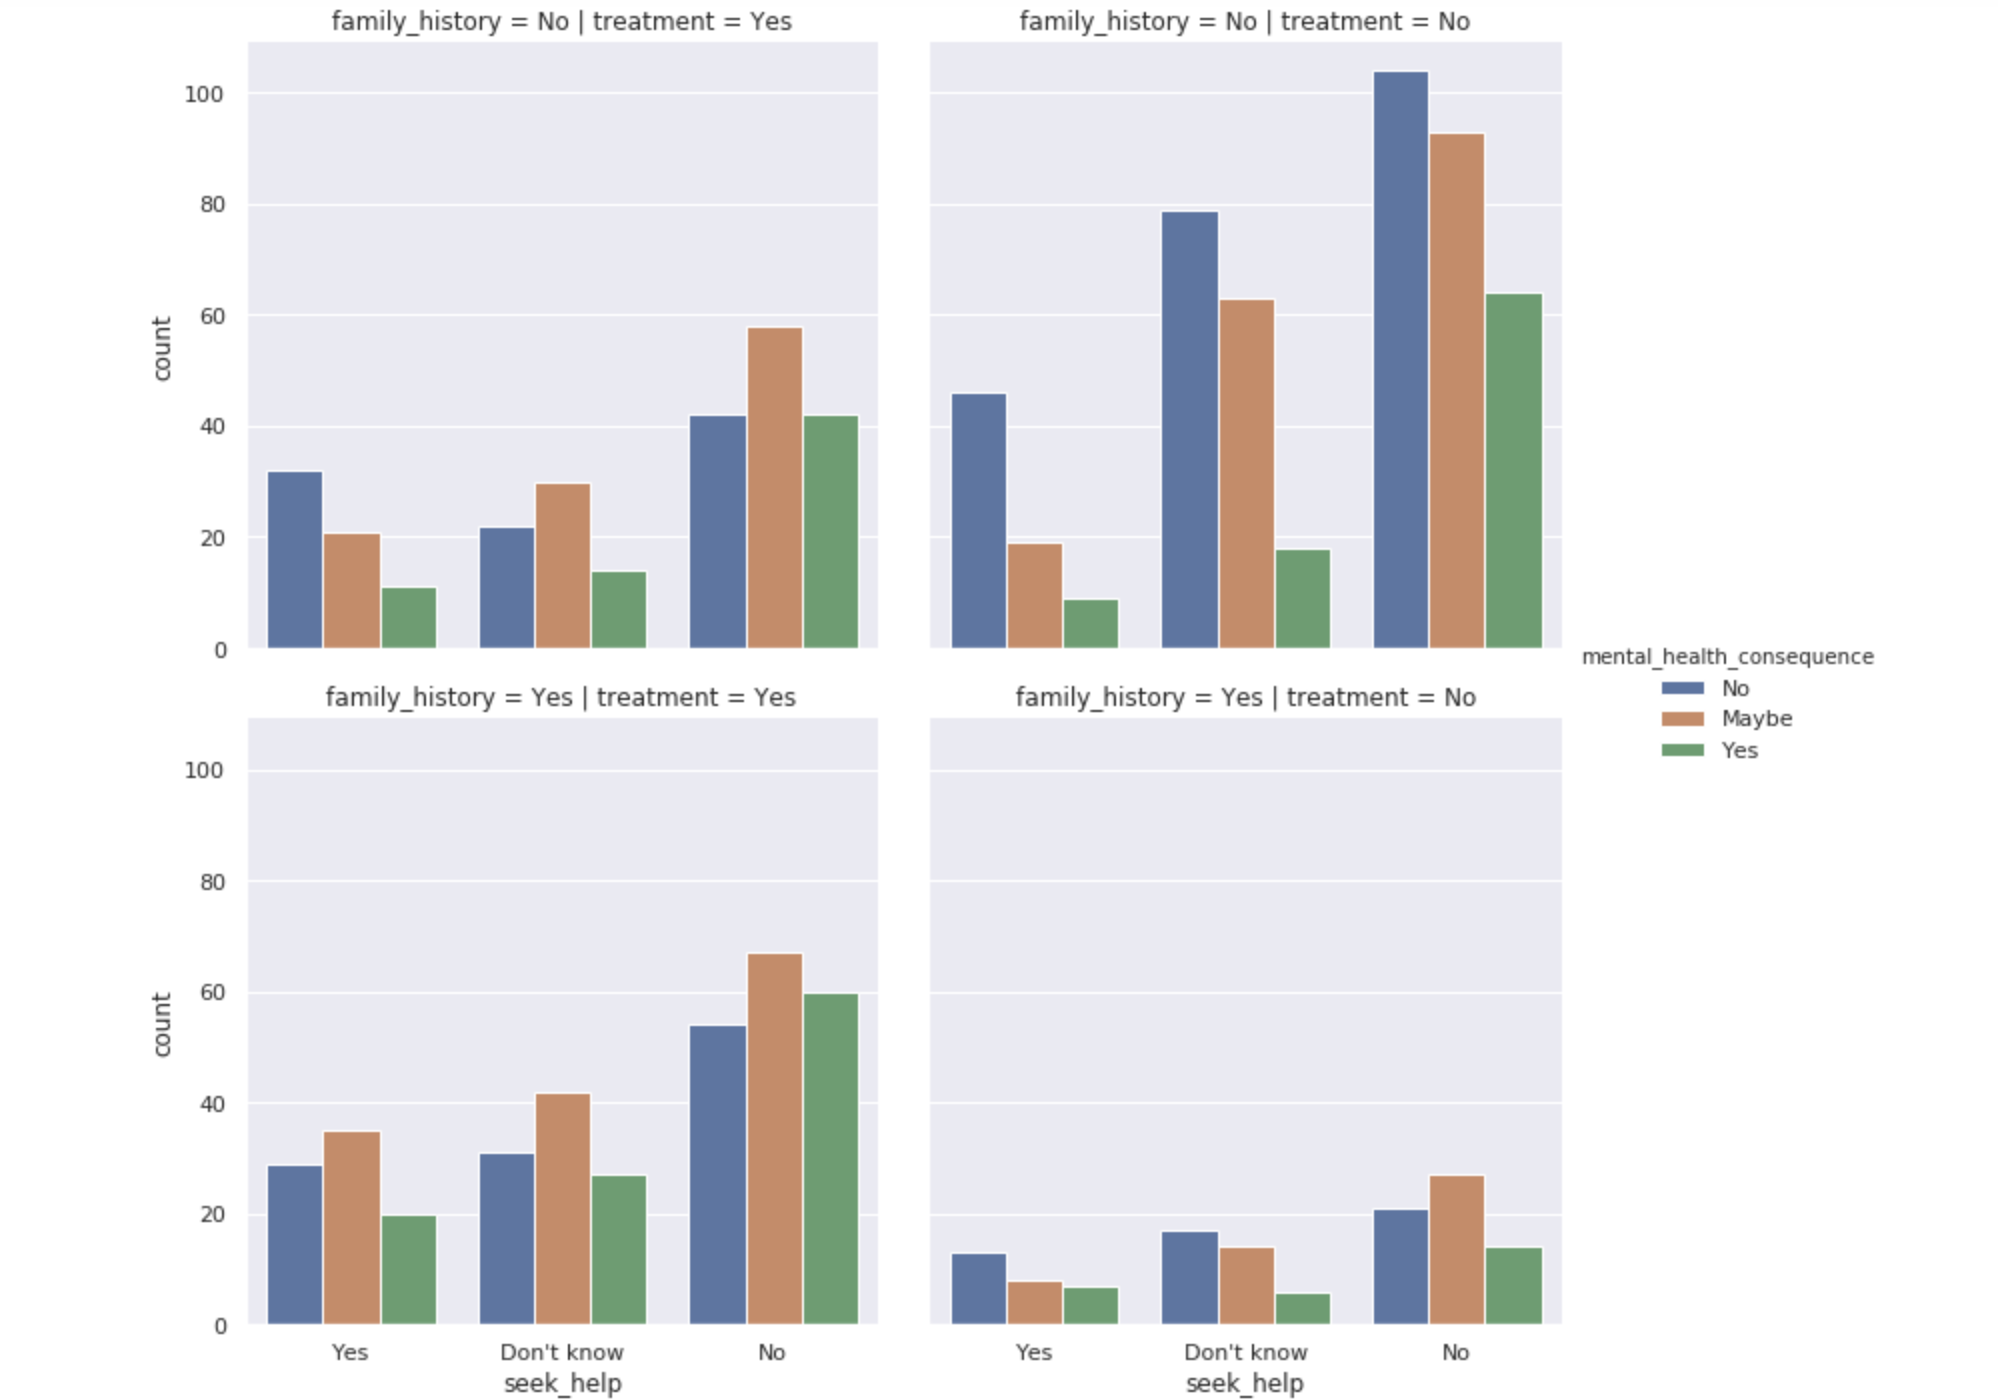 family_history = No | treatment = Yes
family_history = No | treatment = No
100
80
60
40
20
0
count
mental_health_consequence
No
Maybe
Yes
family_history = Yes | treatment = Yes
family_history = Yes | treatment = No
100
80
60
40
20
0
count
Yes
Don't know
No
seek_help
Yes
Don't know
No
seek_help